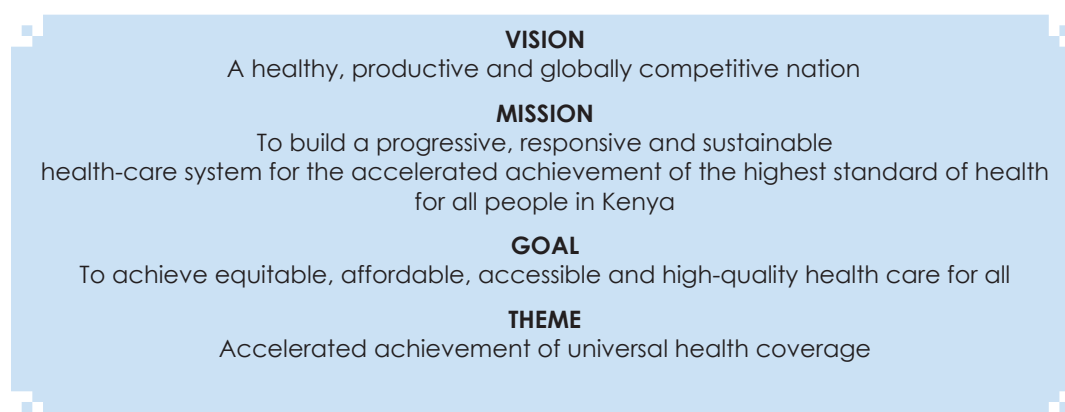 VISION
A healthy, productive and globally competitive nation
MISSION
To build a progressive, responsive and sustainable
health-care system for the accelerated achievement of the highest standard of health
for all people in Kenya
GOAL
To achieve equitable, affordable, accessible and high-quality health care for all
THEME
Accelerated achievement of universal health coverage